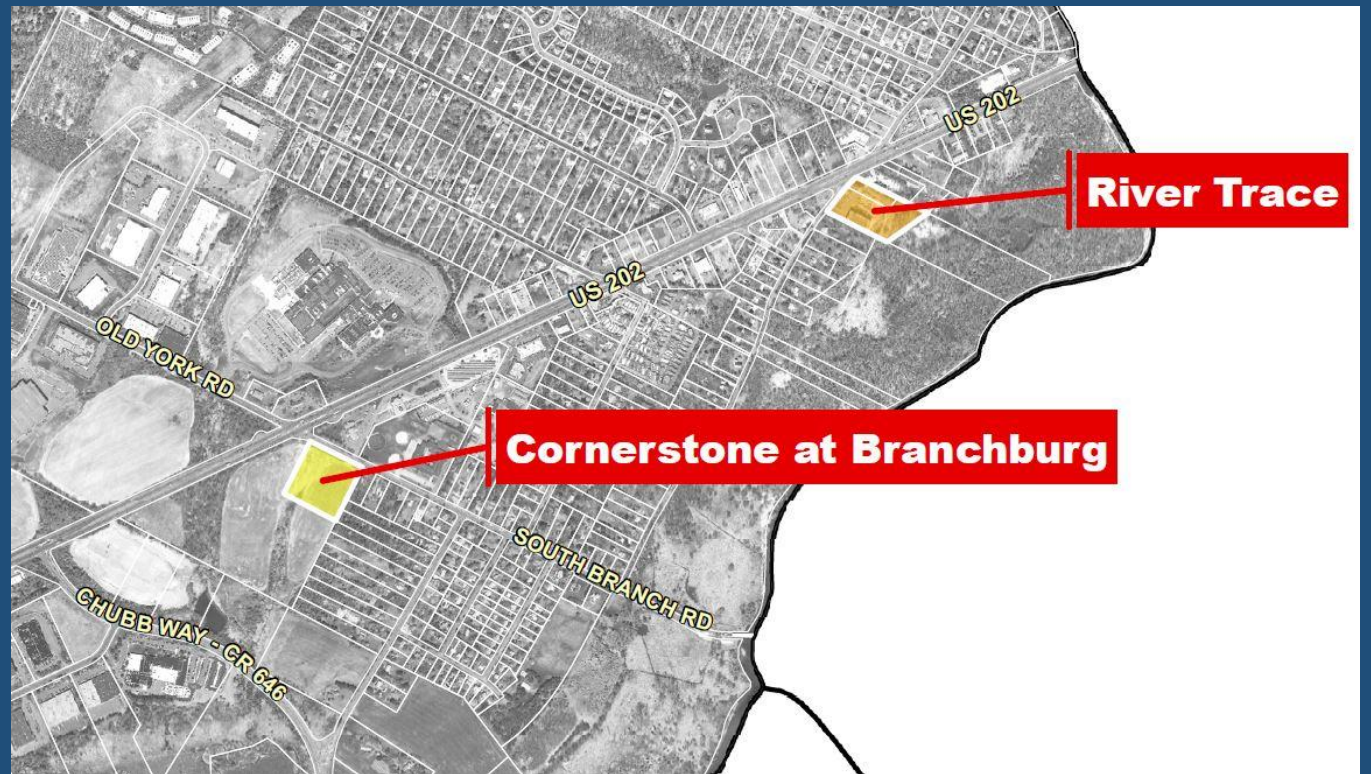 US 202
River Trace
US 202
OLD YORK RD
Cornerstone at Branchburg
SOUTH BRANCH RD
CHUBB WAY - CR 646